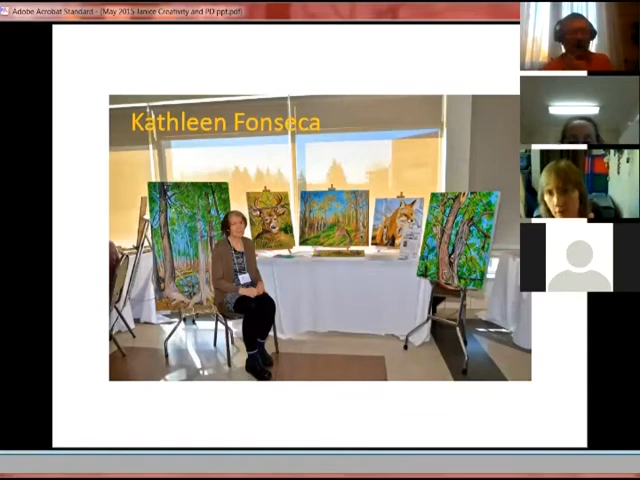 Adobe Acrobat Standard - [May 2015 Janice Creativity and PD ppt.pdf]
Kathleen Fonseca